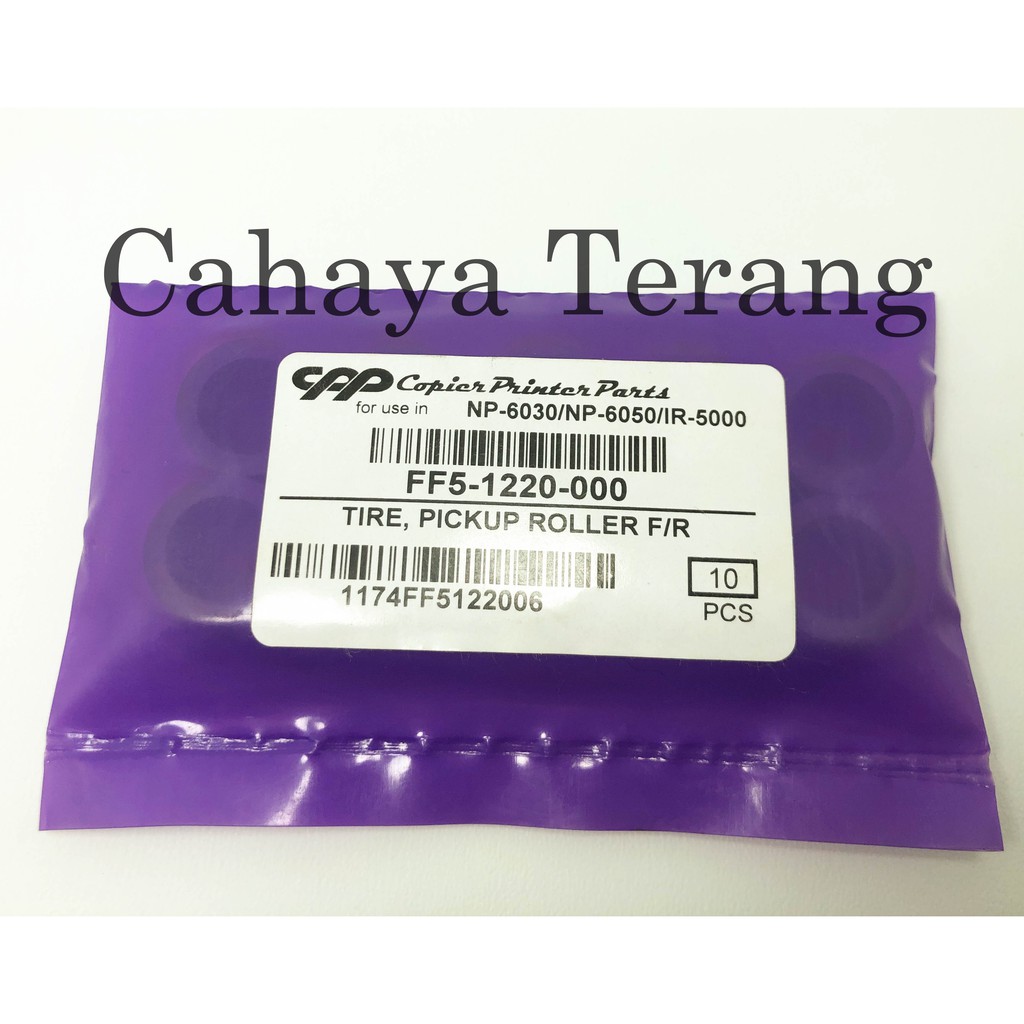 Cahaya Terang
CPP Copier Printer Parts
for use in NP-6030/NP-6050/IR-5000
FF5-1220-000
TIRE, PICKUP ROLLER F/R
1174FF5122006
10
PCS